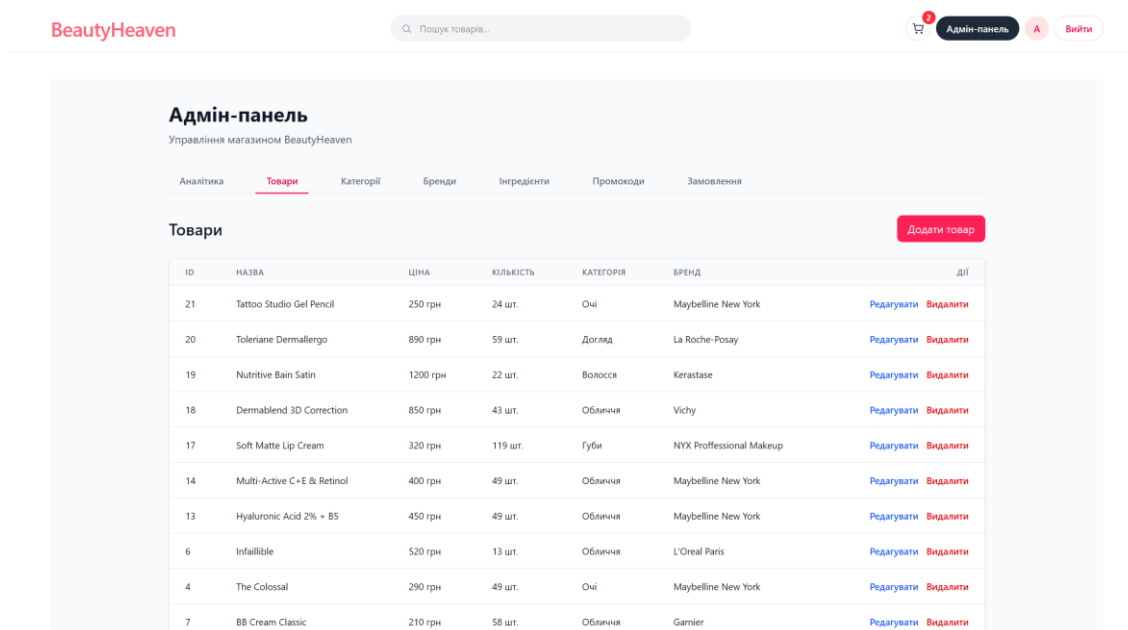 BeautyHeaven Пошук товарів... 2 Адмін-панель А Вийти
Адмін-панель
Управління магазином BeautyHeaven
Аналітика Товари Категорії Бренди Інгредієнти Промокоди Замовлення
Товари Додати товар
ID НАЗВА ЦІНА КІЛЬКІСТЬ КАТЕГОРІЯ БРЕНД ДІЇ
21 Tattoo Studio Gel Pencil 250 грн 24 шт. Очі Maybelline New York Редагувати Видалити
20 Toleriane Dermallergo 890 грн 59 шт. Догляд La Roche-Posay Редагувати Видалити
19 Nutritive Bain Satin 1200 грн 22 шт. Волосся Kerastase Редагувати Видалити
18 Dermablend 3D Correction 850 грн 43 шт. Обличчя Vichy Редагувати Видалити
17 Soft Matte Lip Cream 320 грн 119 шт. Губи NYX Proffessional Makeup Редагувати Видалити
14 Multi-Active C+E & Retinol 400 грн 49 шт. Обличчя Maybelline New York Редагувати Видалити
13 Hyaluronic Acid 2% + B5 450 грн 49 шт. Обличчя Maybelline New York Редагувати Видалити
6 Infaillible 520 грн 13 шт. Обличчя L'Oreal Paris Редагувати Видалити
4 The Colossal 290 грн 49 шт. Очі Maybelline New York Редагувати Видалити
7 BB Cream Classic 210 грн 58 шт. Обличчя Garnier Редагувати Видалити